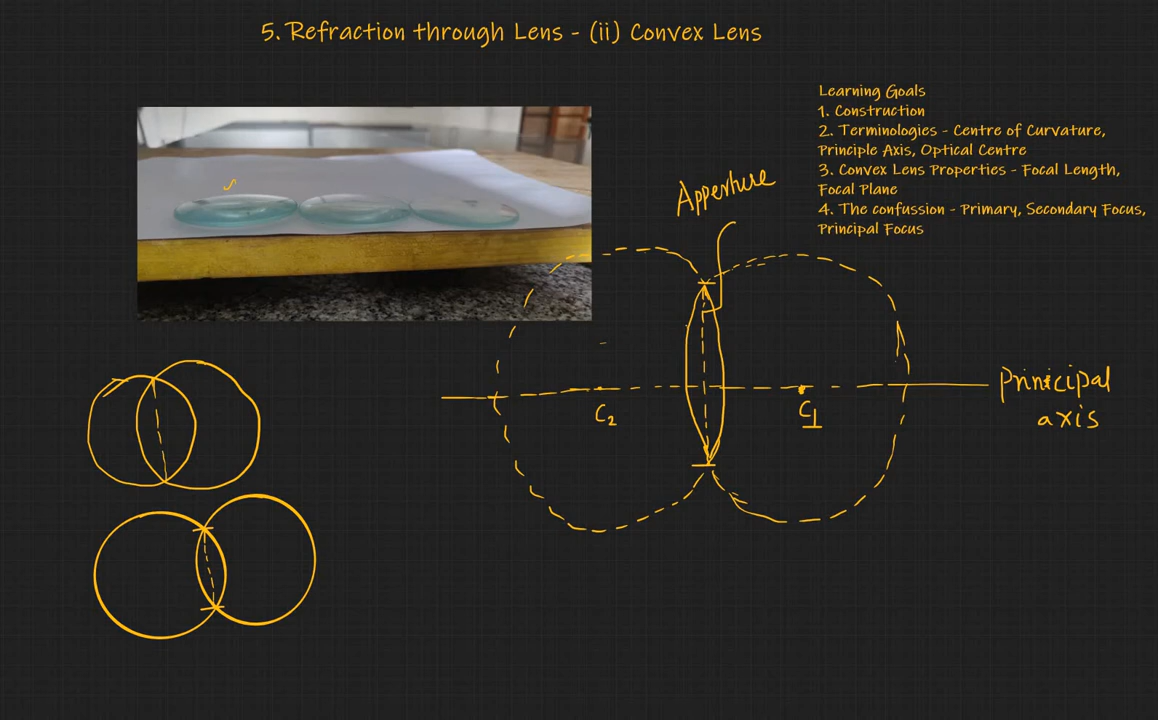 5. Refraction through Lens - (ii) Convex Lens
Learning Goals
1. Construction
2. Terminologies - Centre of Curvature,
Principle Axis, Optical Centre
3. Convex Lens Properties - Focal Length,
Focal Plane
4. The confussion - Primary, Secondary Focus,
Principal Focus
Apperture
C2
C1
Prinicipal
axis